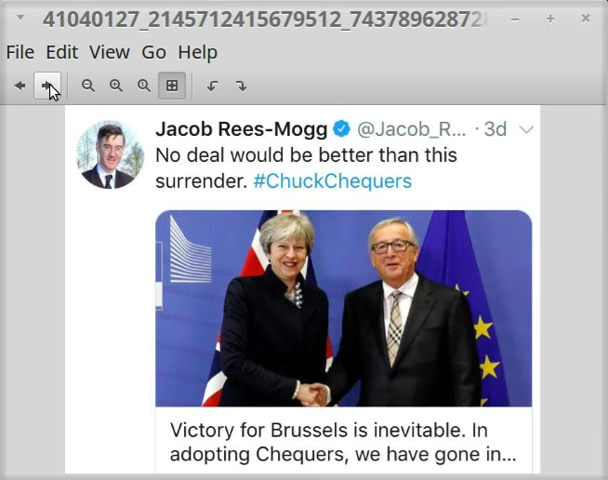 41040127_2145712415679512_743789628728
File Edit View Go Help
Jacob Rees-Mogg @Jacob_R... · 3d
No deal would be better than this
surrender. #ChuckChequers
Victory for Brussels is inevitable. In
adopting Chequers, we have gone in...